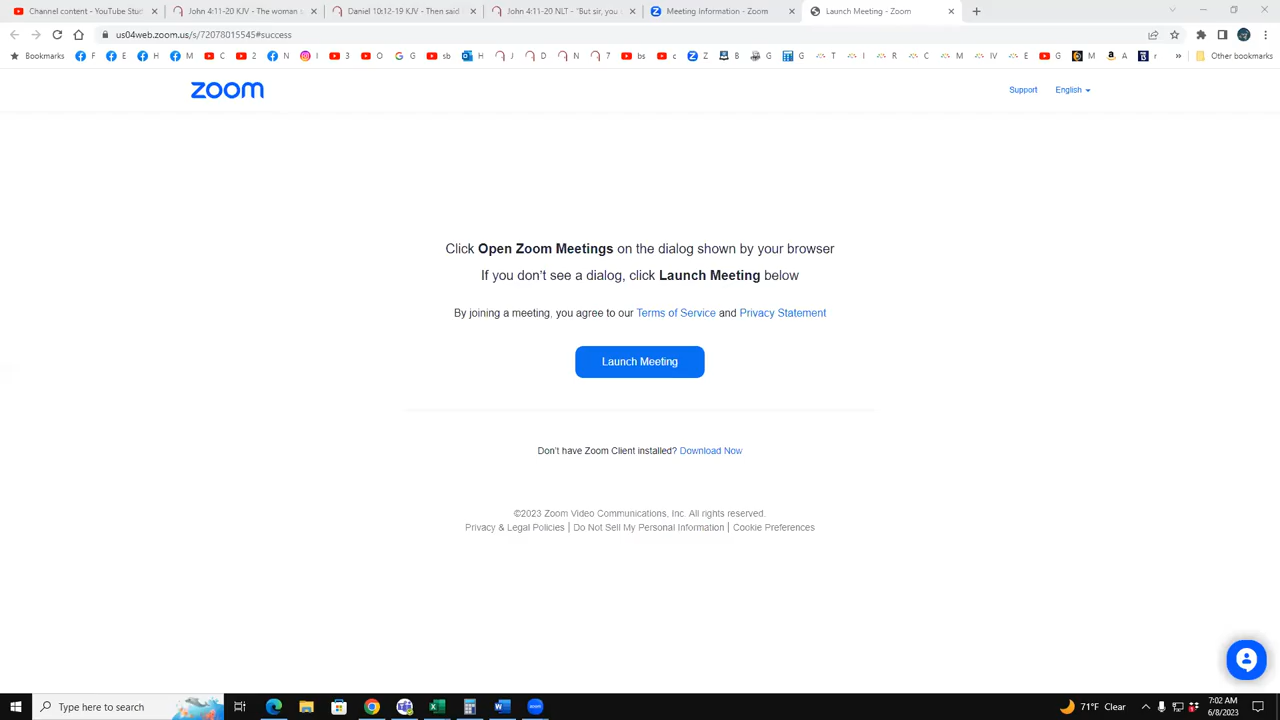 Channel content - YouTube Stud
John 4:11-20 KJV - The woman s
Daniel 10:12-19 KJV - Then said
John 4:11-20 NLT - "But sir, you
Meeting Information - Zoom
Launch Meeting - Zoom
us04web.zoom.us/s/72078015545#success
Bookmarks
F
E
H
M
C
2
N
I
3
O
G
sb
H
J
D
N
7
bs
c
Z
B
G
G
T
I
R
C
M
IV
E
G
M
A
r
»
Other bookmarks
zoom
Support
English
Click Open Zoom Meetings on the dialog shown by your browser
If you don't see a dialog, click Launch Meeting below
By joining a meeting, you agree to our Terms of Service and Privacy Statement
Launch Meeting
Don't have Zoom Client installed? Download Now
©2023 Zoom Video Communications, Inc. All rights reserved.
Privacy & Legal Policies | Do Not Sell My Personal Information | Cookie Preferences
Type here to search
71°F Clear
7:02 AM
6/8/2023